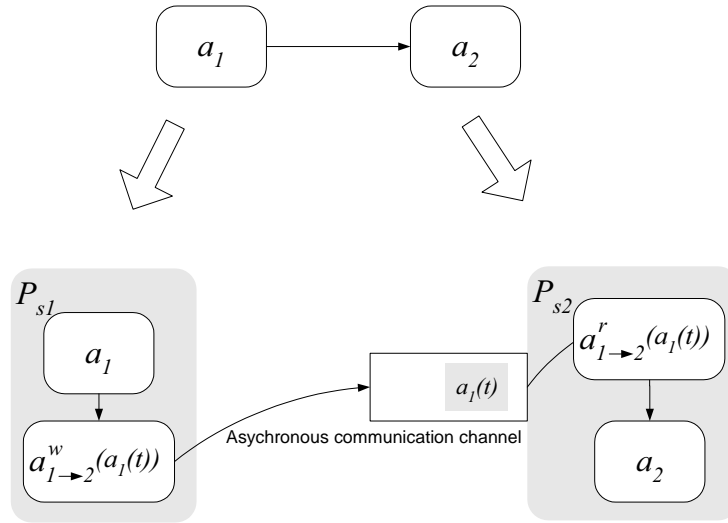 a₁
a₂
Pₛ₁
Pₛ₂
a₁
aʳ₁→₂(a₁(t))
a₁(t)
Asychronous communication channel
aʷ₁→₂(a₁(t))
a₂